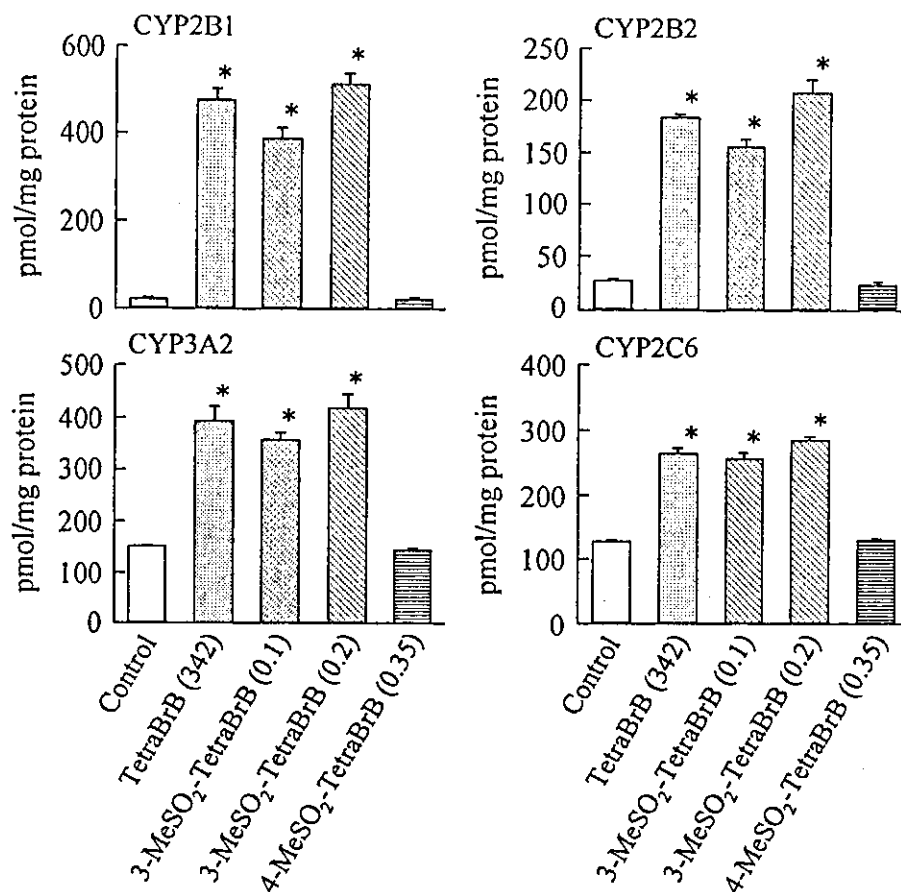 CYP2B1
600
400
200
0
pmol/mg protein
*
*
*
CYP2B2
250
200
150
100
50
0
pmol/mg protein
*
*
*
CYP3A2
500
400
300
200
100
0
pmol/mg protein
*
*
*
CYP2C6
400
300
200
100
0
pmol/mg protein
*
*
*
Control
TetraBrB (342)
3-MeSO₂-TetraBrB (0.1)
3-MeSO₂-TetraBrB (0.2)
4-MeSO₂-TetraBrB (0.35)
Control
TetraBrB (342)
3-MeSO₂-TetraBrB (0.1)
3-MeSO₂-TetraBrB (0.2)
4-MeSO₂-TetraBrB (0.35)